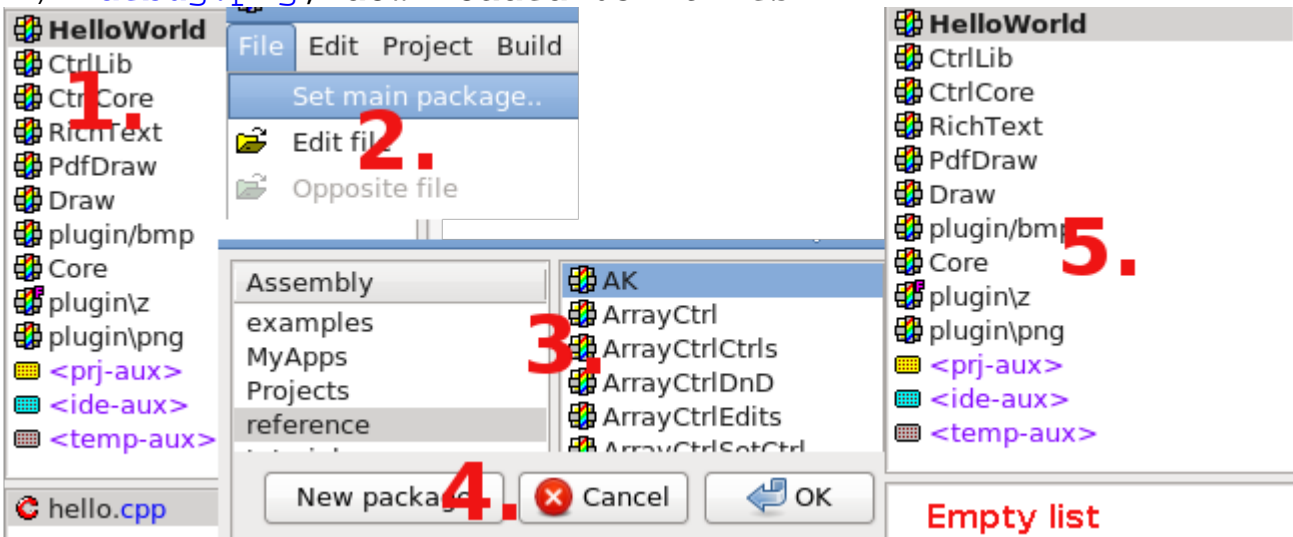 HelloWorld
CtrlLib
CtrlCore
RichText
PdfDraw
Draw
plugin/bmp
Core
plugin\z
plugin\png
<prj-aux>
<ide-aux>
<temp-aux>
hello.cpp
1.
File Edit Project Build
Set main package..
Edit file
Opposite file
2.
Assembly
examples
MyApps
Projects
reference
AK
ArrayCtrl
ArrayCtrlCtrls
ArrayCtrlDnD
ArrayCtrlEdits
ArrayCtrlSetCtrl
3.
New package
Cancel
OK
4.
HelloWorld
CtrlLib
CtrlCore
RichText
PdfDraw
Draw
plugin/bmp
Core
plugin\z
plugin\png
<prj-aux>
<ide-aux>
<temp-aux>
5.
Empty list